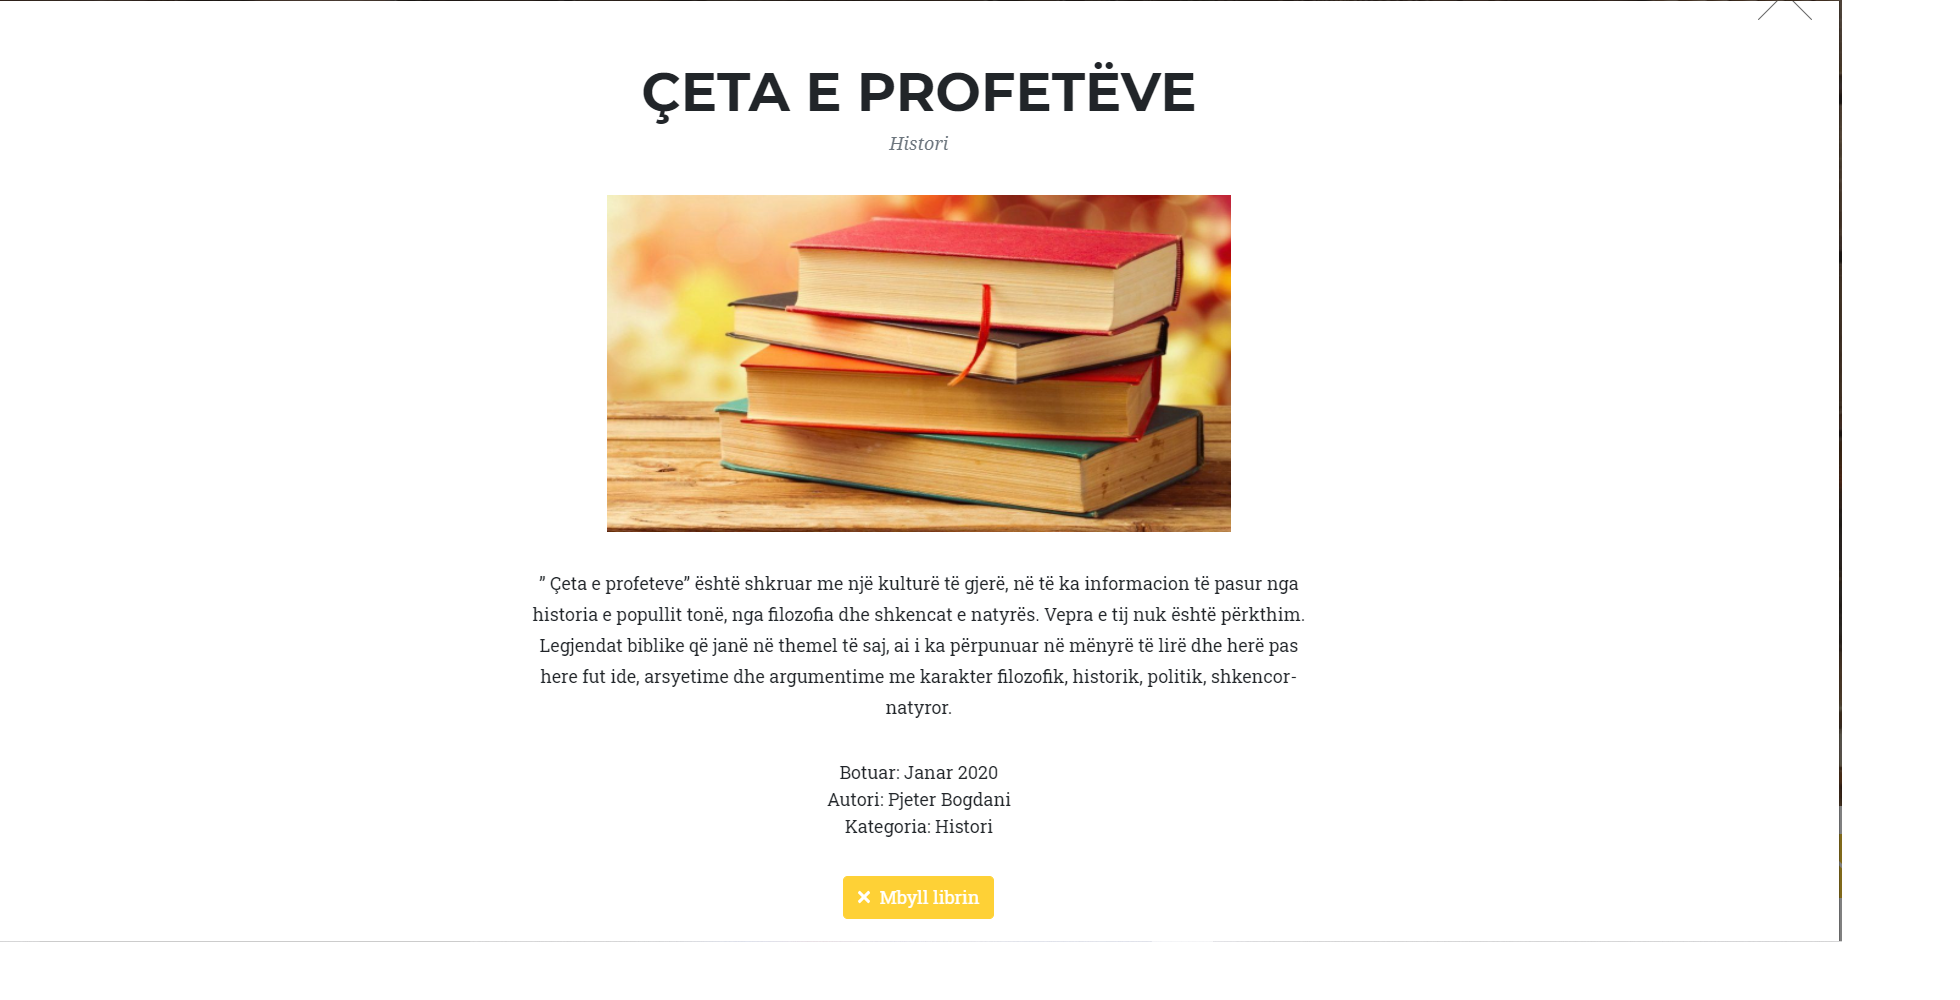 ÇETA E PROFETËVE
Histori
” Çeta e profeteve” është shkruar me një kulturë të gjerë, në të ka informacion të pasur nga
historia e popullit tonë, nga filozofia dhe shkencat e natyrës. Vepra e tij nuk është përkthim.
Legjendat biblike që janë në themel të saj, ai i ka përpunuar në mënyrë të lirë dhe herë pas
here fut ide, arsyetime dhe argumentime me karakter filozofik, historik, politik, shkencor-
natyror.
Botuar: Janar 2020
Autori: Pjeter Bogdani
Kategoria: Histori
Mbyll librin